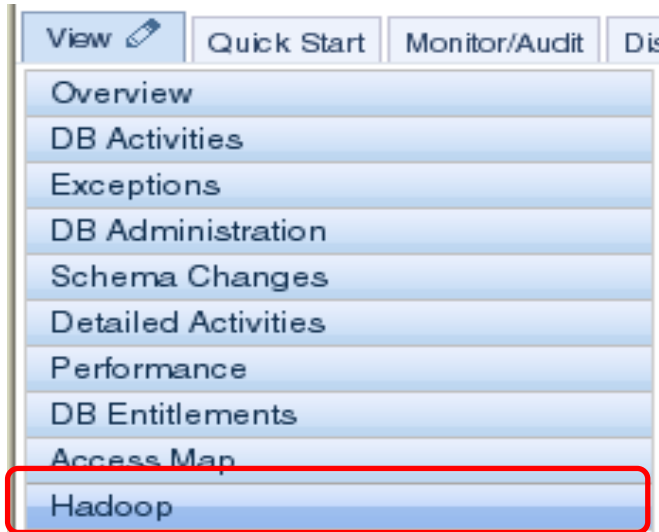 View Quick Start Monitor/Audit Dis
Overview
DB Activities
Exceptions
DB Administration
Schema Changes
Detailed Activities
Performance
DB Entitlements
Access Map
Hadoop